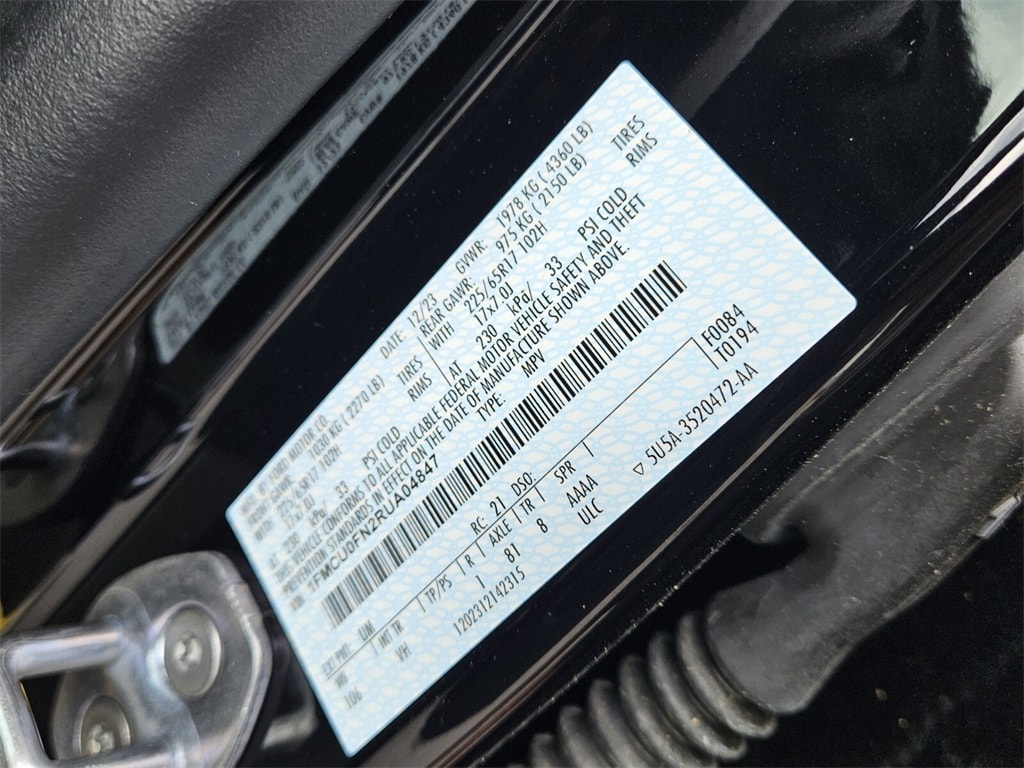 MFD. BY FORD MOTOR CO. DATE: 12/23 GVWR: 1978 KG ( 4360 LB)
FRONT GAWR: 1030 KG ( 2270 LB) REAR GAWR: 975 KG ( 2150 LB)
WITH 225/65R17 102H TIRES WITH 225/65R17 102H TIRES
17x7.0J RIMS 17x7.0J RIMS
AT 230 kPa/ 33 PSI COLD AT 230 kPa/ 33 PSI COLD
THIS VEHICLE CONFORMS TO ALL APPLICABLE FEDERAL MOTOR VEHICLE SAFETY AND THEFT
PREVENTION STANDARDS IN EFFECT ON THE DATE OF MANUFACTURE SHOWN ABOVE.
VIN: 1FMCU0FN2RUA04847 TYPE: MPV
F0084
T0194
EXT PNT: UM RC: 21 DSO:
WB INT TR TP/PS R AXLE TR SPR
106 VH 1 81 8 AAAA
ULC
1202312142315 ▽ SU5A-3520472-AA